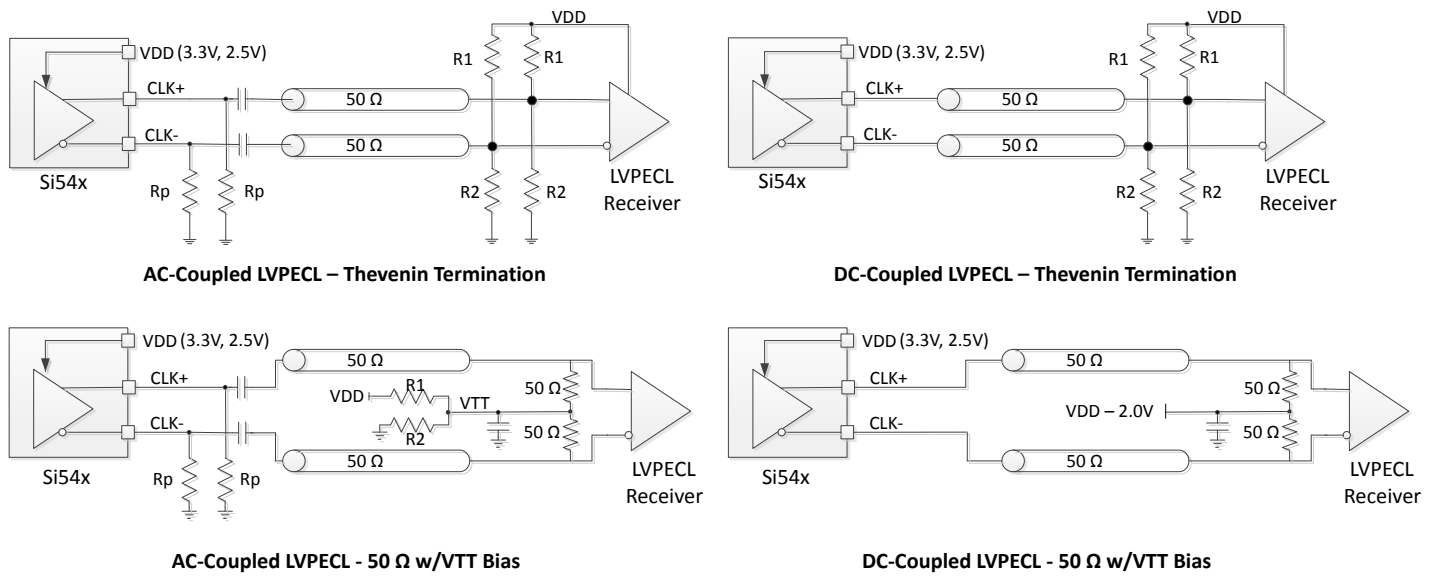 VDD
R1
R1
VDD (3.3V, 2.5V)
CLK+
50 Ω
CLK-
50 Ω
Si54x
Rp
Rp
R2
R2
LVPECL
Receiver
AC-Coupled LVPECL – Thevenin Termination
VDD
R1
R1
VDD (3.3V, 2.5V)
CLK+
50 Ω
CLK-
50 Ω
Si54x
R2
R2
LVPECL
Receiver
DC-Coupled LVPECL – Thevenin Termination
VDD (3.3V, 2.5V)
50 Ω
CLK+
R1
VDD
VTT
R2
50 Ω
50 Ω
CLK-
50 Ω
Si54x
Rp
Rp
LVPECL
Receiver
AC-Coupled LVPECL - 50 Ω w/VTT Bias
VDD (3.3V, 2.5V)
50 Ω
CLK+
50 Ω
VDD – 2.0V
50 Ω
CLK-
50 Ω
Si54x
LVPECL
Receiver
DC-Coupled LVPECL - 50 Ω w/VTT Bias